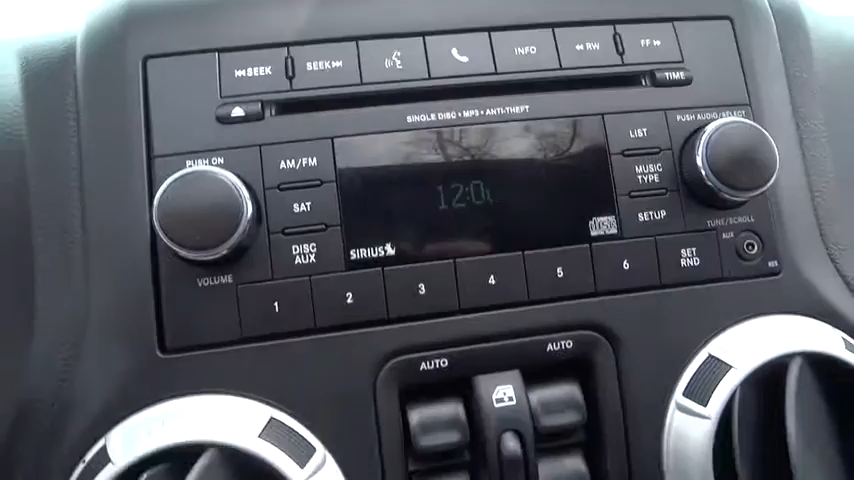 ⏮SEEK
SEEK⏭
INFO
◀◀RW
FF▶▶
TIME
SINGLE DISC • MP3 • ANTI-THEFT
PUSH ON
VOLUME
AM/FM
SAT
DISC
AUX
SIRIUS
LIST
MUSIC
TYPE
SETUP
PUSH AUDIO/SELECT
TUNE/SCROLL
AUX
1
2
3
4
5
6
SET
RND
RES
AUTO
AUTO